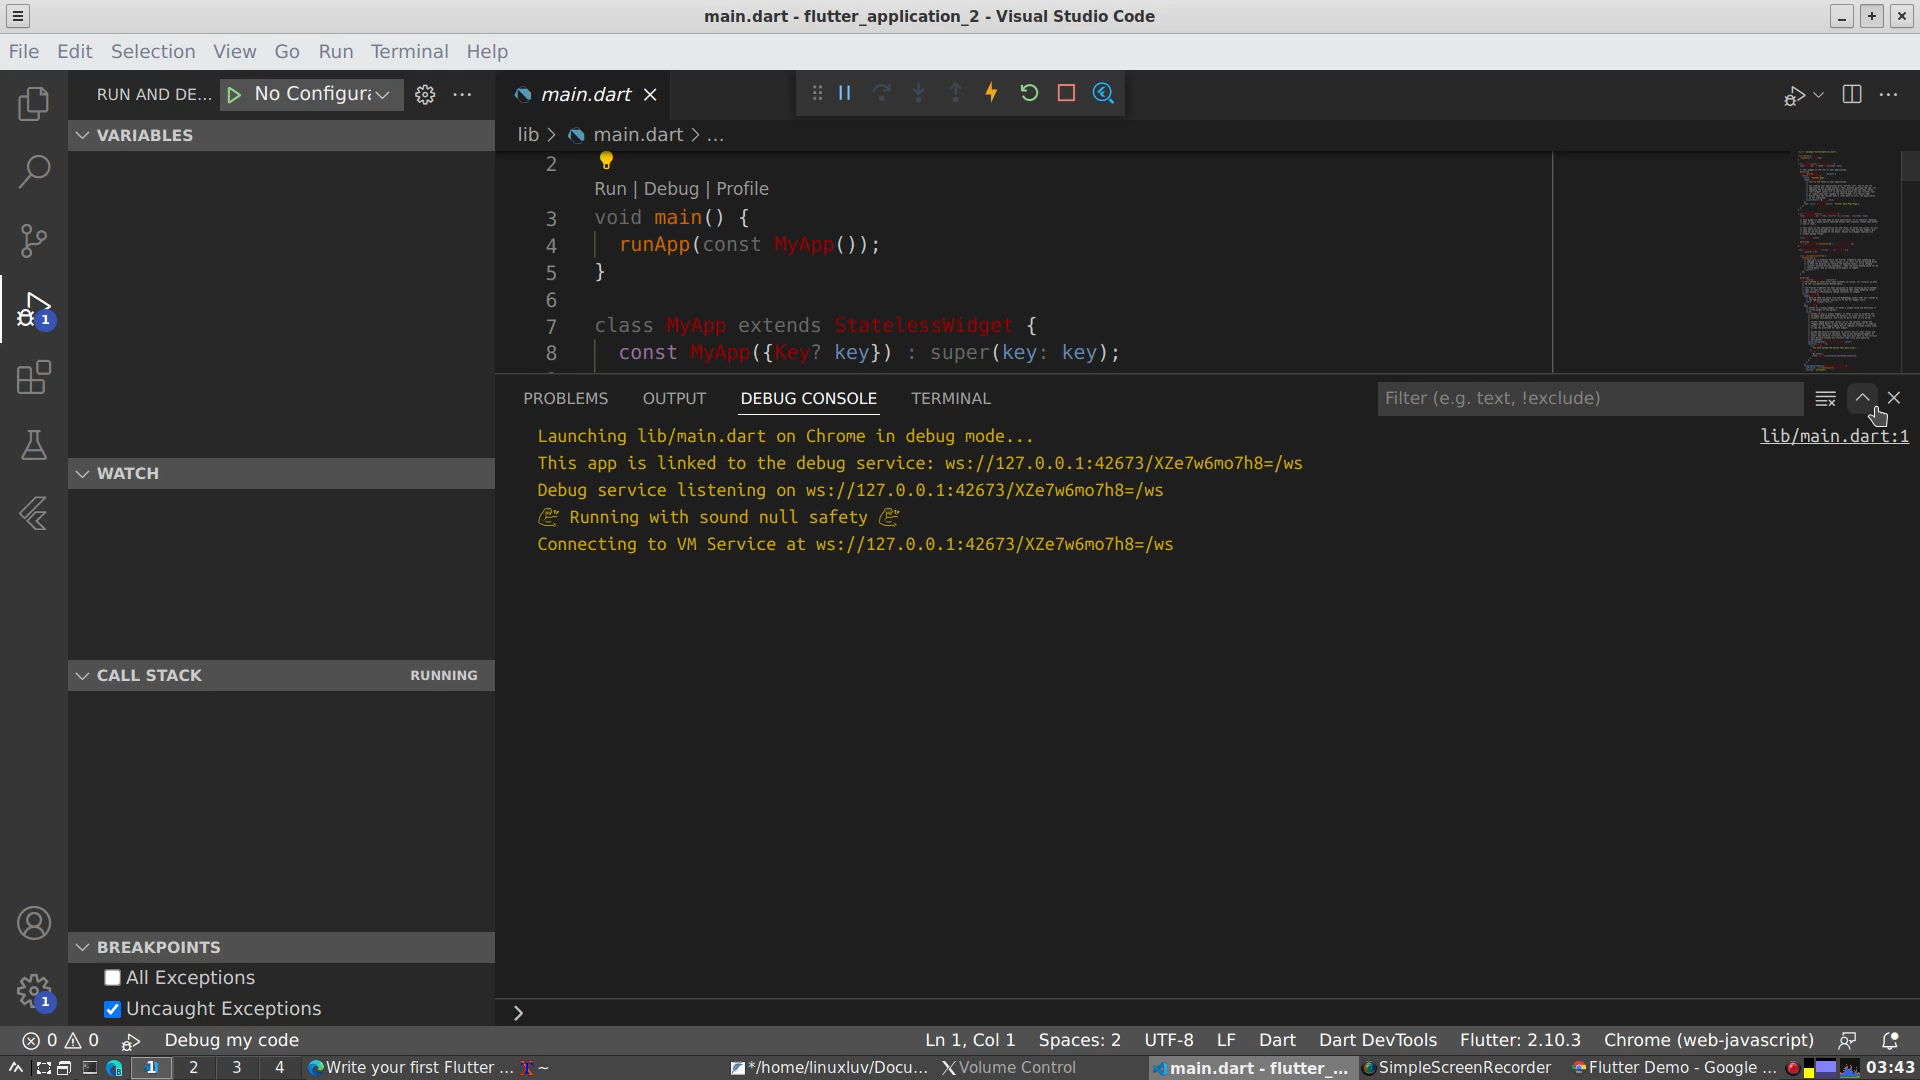 main.dart - flutter_application_2 - Visual Studio Code
File Edit Selection View Go Run Terminal Help
RUN AND DE... No Configura
main.dart
lib > main.dart > ...
VARIABLES
2
Run | Debug | Profile
3 void main() {
4 runApp(const MyApp());
5 }
6
7 class MyApp extends StatelessWidget {
8 const MyApp({Key? key}) : super(key: key);
PROBLEMS OUTPUT DEBUG CONSOLE TERMINAL Filter (e.g. text, !exclude)
Launching lib/main.dart on Chrome in debug mode... lib/main.dart:1
This app is linked to the debug service: ws://127.0.0.1:42673/XZe7w6mo7h8=/ws
Debug service listening on ws://127.0.0.1:42673/XZe7w6mo7h8=/ws
💪 Running with sound null safety 💪
Connecting to VM Service at ws://127.0.0.1:42673/XZe7w6mo7h8=/ws
WATCH
CALL STACK RUNNING
BREAKPOINTS
All Exceptions
Uncaught Exceptions
1
1
>
0 0 Debug my code Ln 1, Col 1 Spaces: 2 UTF-8 LF Dart Dart DevTools Flutter: 2.10.3 Chrome (web-javascript)
1 2 3 4 Write your first Flutter ... ~ */home/linuxluv/Docu... Volume Control main.dart - flutter_... SimpleScreenRecorder Flutter Demo - Google ... 03:43